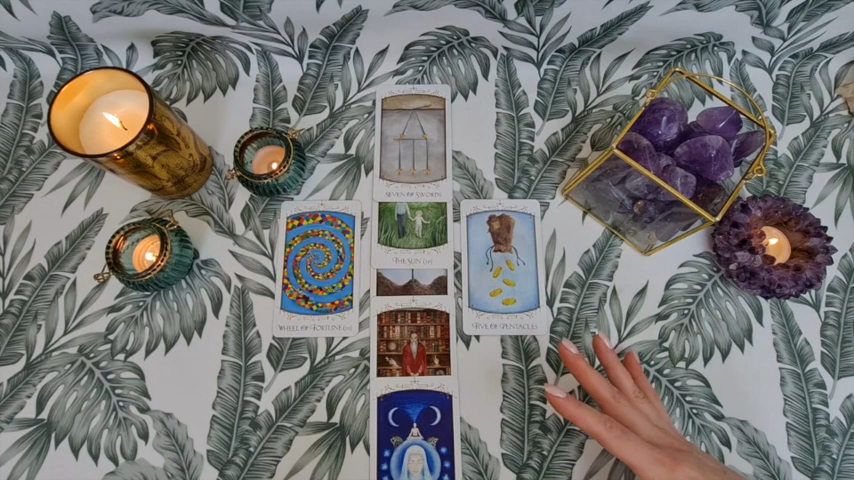 SEVEN OF SWORDS
THE SUN
WHEEL OF FORTUNE
FIVE OF PENTACLES